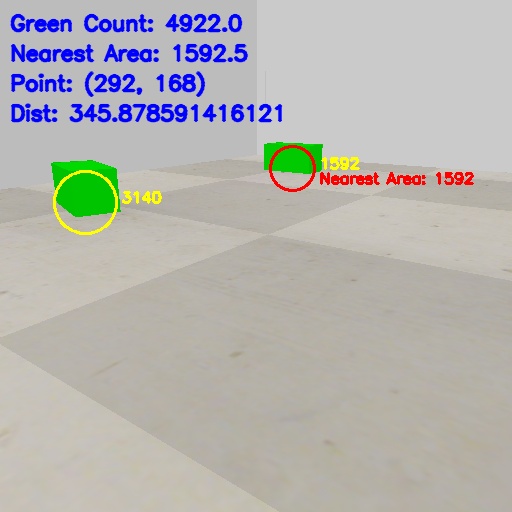 Green Count: 4922.0
Nearest Area: 1592.5
Point: (292, 168)
Dist: 345.878591416121
1592
Nearest Area: 1592
3140